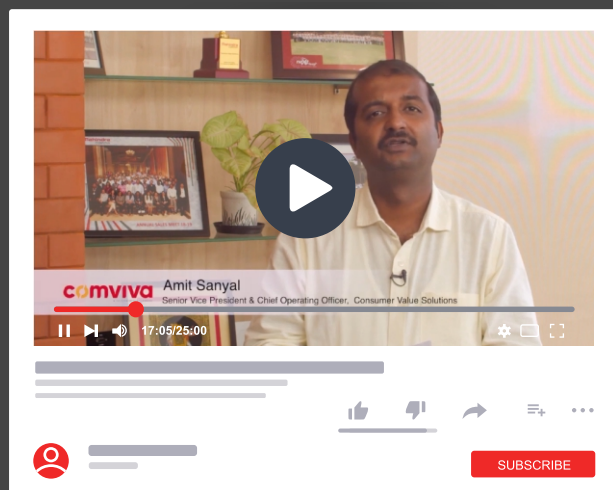 comviva
Amit Sanyal
Senior Vice President & Chief Operating Officer, Consumer Value Solutions
17:05/25:00
SUBSCRIBE